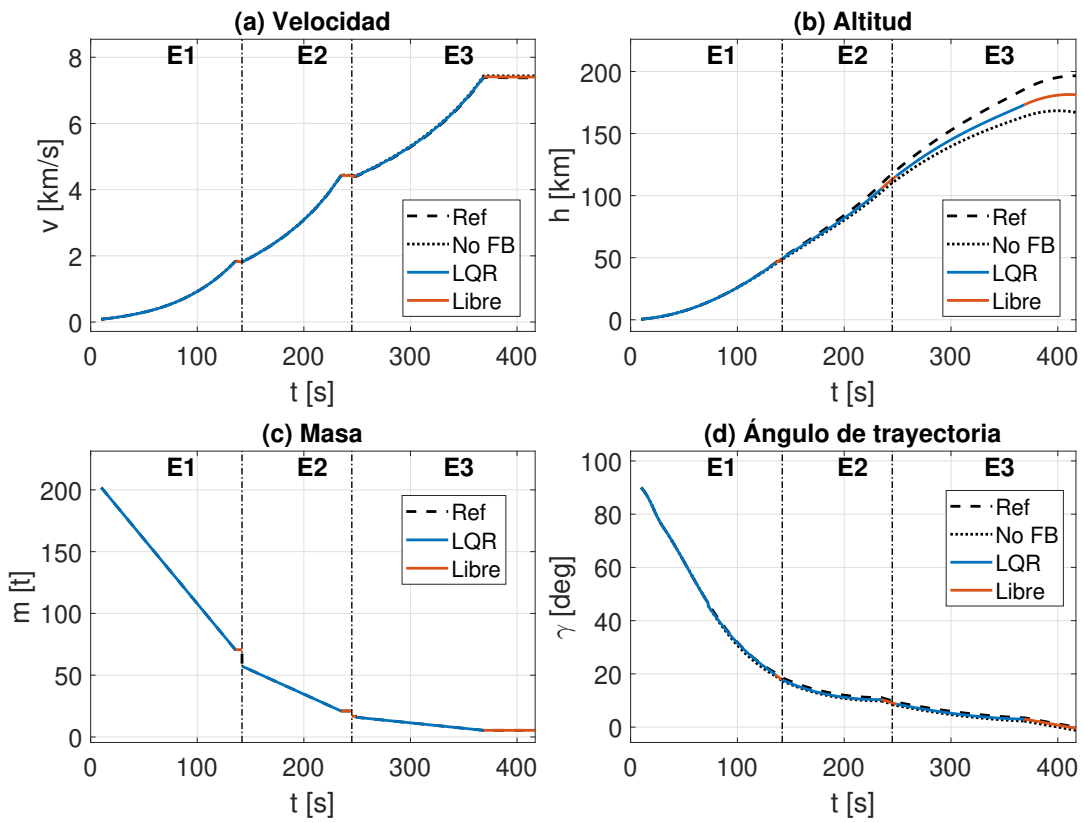 (a) Velocidad
E1 E2 E3
8
6
4
2
0
v [km/s]
Ref
No FB
LQR
Libre
0 100 200 300 400
t [s]
(b) Altitud
E1 E2 E3
200
150
100
50
0
h [km]
Ref
No FB
LQR
Libre
0 100 200 300 400
t [s]
(c) Masa
E1 E2 E3
200
150
100
50
0
m [t]
Ref
LQR
Libre
0 100 200 300 400
t [s]
(d) Ángulo de trayectoria
E1 E2 E3
100
80
60
40
20
0
γ [deg]
Ref
No FB
LQR
Libre
0 100 200 300 400
t [s]